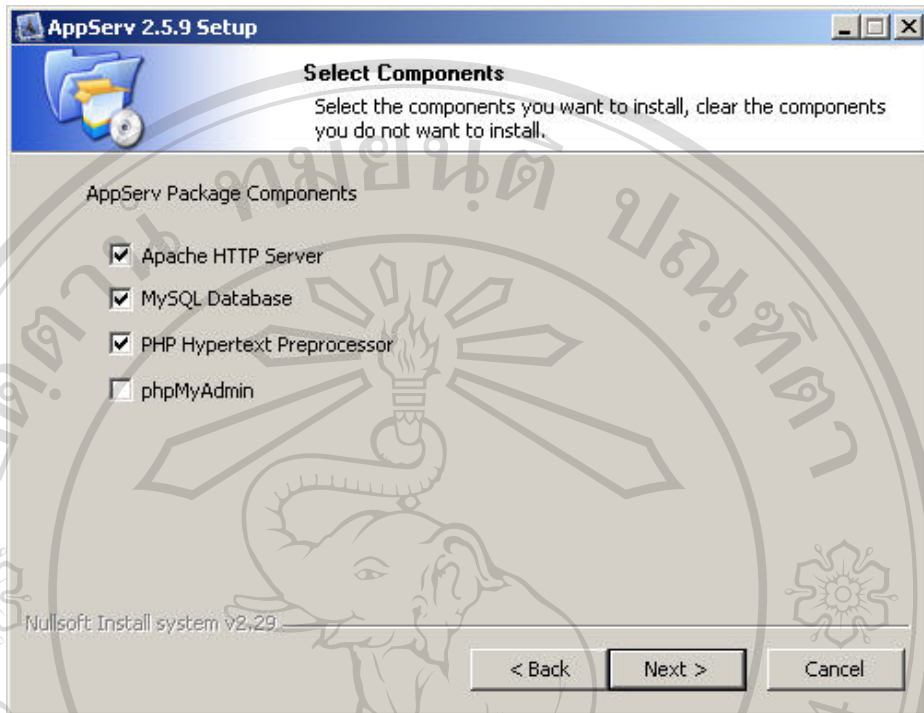 AppServ 2.5.9 Setup
Select Components
Select the components you want to install, clear the components
you do not want to install.
AppServ Package Components
Apache HTTP Server
MySQL Database
PHP Hypertext Preprocessor
phpMyAdmin
Nullsoft Install system v2.29
< Back
Next >
Cancel